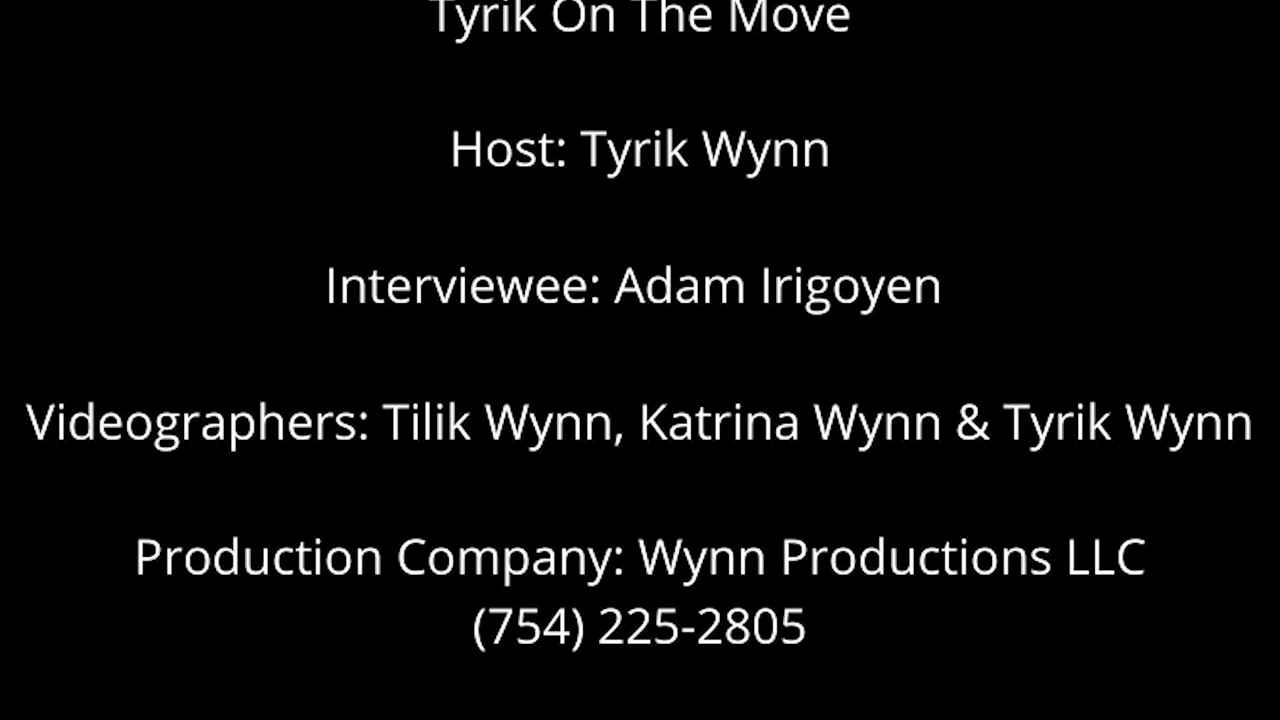 Tyrik On The Move
Host: Tyrik Wynn
Interviewee: Adam Irigoyen
Videographers: Tilik Wynn, Katrina Wynn & Tyrik Wynn
Production Company: Wynn Productions LLC
(754) 225-2805